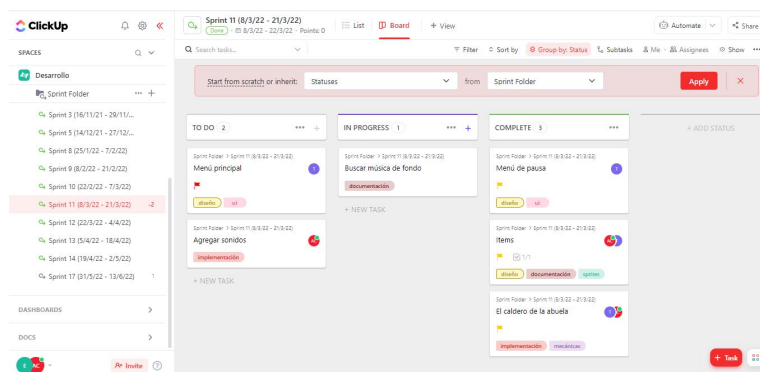 ClickUp
SPACES
Desarrollo
Sprint Folder
Sprint 3 (16/11/21 - 29/11/...
Sprint 5 (14/12/21 - 27/12/...
Sprint 8 (25/1/22 - 7/2/22)
Sprint 9 (8/2/22 - 21/2/22)
Sprint 10 (22/2/22 - 7/3/22)
Sprint 11 (8/3/22 - 21/3/22) -2
Sprint 12 (22/3/22 - 4/4/22)
Sprint 13 (5/4/22 - 18/4/22)
Sprint 14 (19/4/22 - 2/5/22)
Sprint 17 (31/5/22 - 13/6/22) 1
DASHBOARDS
DOCS
E AC Invite
Sprint 11 (8/3/22 - 21/3/22)
Done 8/3/22 - 22/3/22 · Points: 0
List Board + View
Automate Share
Search tasks...
Filter Sort by Group by: Status Subtasks Me · Assignees Show
Start from scratch or inherit: Statuses from Sprint Folder Apply
TO DO 2
Sprint Folder > Sprint 11 (8/3/22 - 21/3/22)
Menú principal
diseño ui
Sprint Folder > Sprint 11 (8/3/22 - 21/3/22)
Agregar sonidos
implementación
+ NEW TASK
IN PROGRESS 1
Sprint Folder > Sprint 11 (8/3/22 - 21/3/22)
Buscar música de fondo
documentación
+ NEW TASK
COMPLETE 3
Sprint Folder > Sprint 11 (8/3/22 - 21/3/22)
Menú de pausa
diseño ui
Sprint Folder > Sprint 11 (8/3/22 - 21/3/22)
Items
1/1
diseño documentación sprites
Sprint Folder > Sprint 11 (8/3/22 - 21/3/22)
El caldero de la abuela
implementación mecánicas
+ ADD STATUS
+ Task